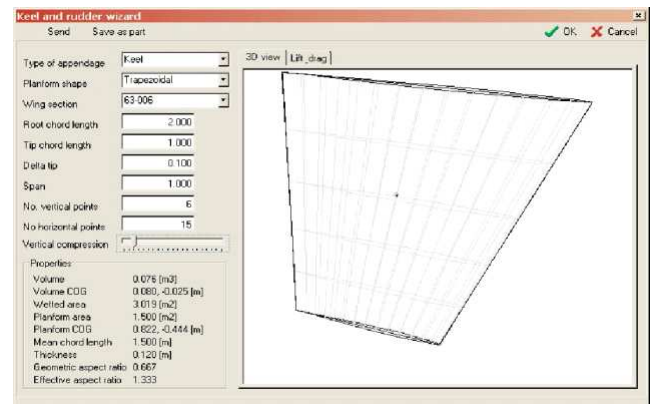 Keel and rudder wizard
Send Save as part OK Cancel
3D view Lift_drag
Type of appendage Keel
Planform shape Trapezoidal
Wing section 63-006
Root chord length 2.000
Tip chord length 1.000
Delta tip 0.100
Span 1.000
No. vertical points 6
No horizontal points 15
Vertical compression
Properties
Volume 0.076 [m3]
Volume COG 0.080, -0.025 [m]
Wetted area 3.019 [m2]
Planform area 1.500 [m2]
Planform COG 0.822, -0.444 [m]
Mean chord length 1.500 [m]
Thickness 0.120 [m]
Geometric aspect ratio 0.667
Effective aspect ratio 1.333